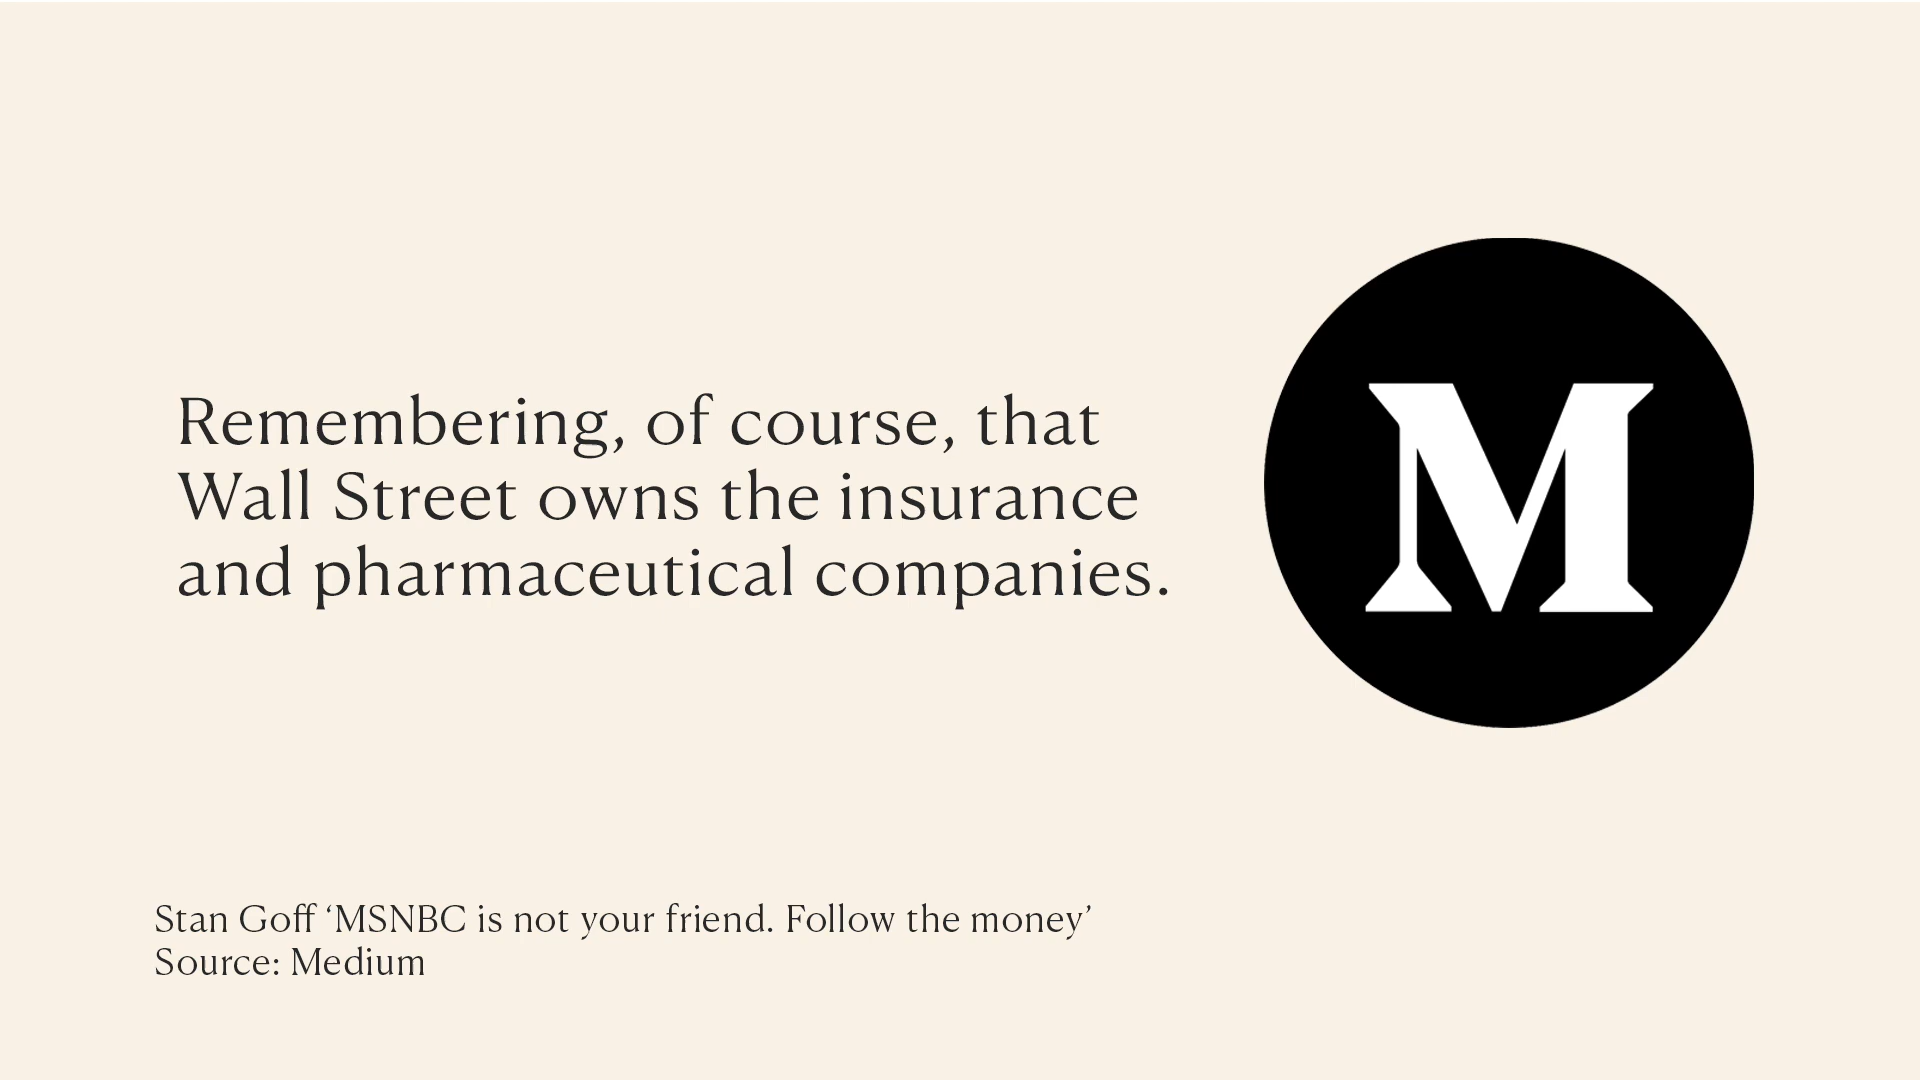 Remembering, of course, that
Wall Street owns the insurance
and pharmaceutical companies.
M
Stan Goff ‘MSNBC is not your friend. Follow the money’
Source: Medium